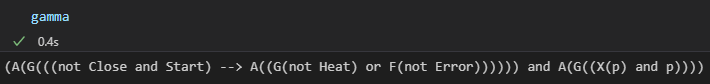 gamma
✓ 0.4s
(A(G(((not Close and Start) --> A((G(not Heat) or F(not Error)))))) and A(G((X(p) and p))))